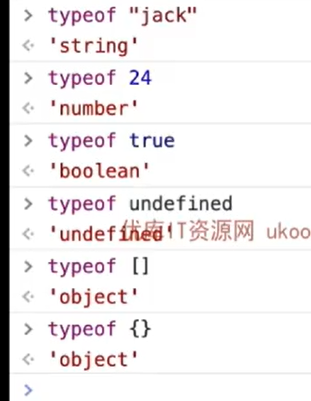 > typeof "jack"
<· 'string'
> typeof 24
<· 'number'
> typeof true
<· 'boolean'
> typeof undefined
<· 'undefined'
优库IT资源网 ukoo
> typeof []
<· 'object'
> typeof {}
<· 'object'
>